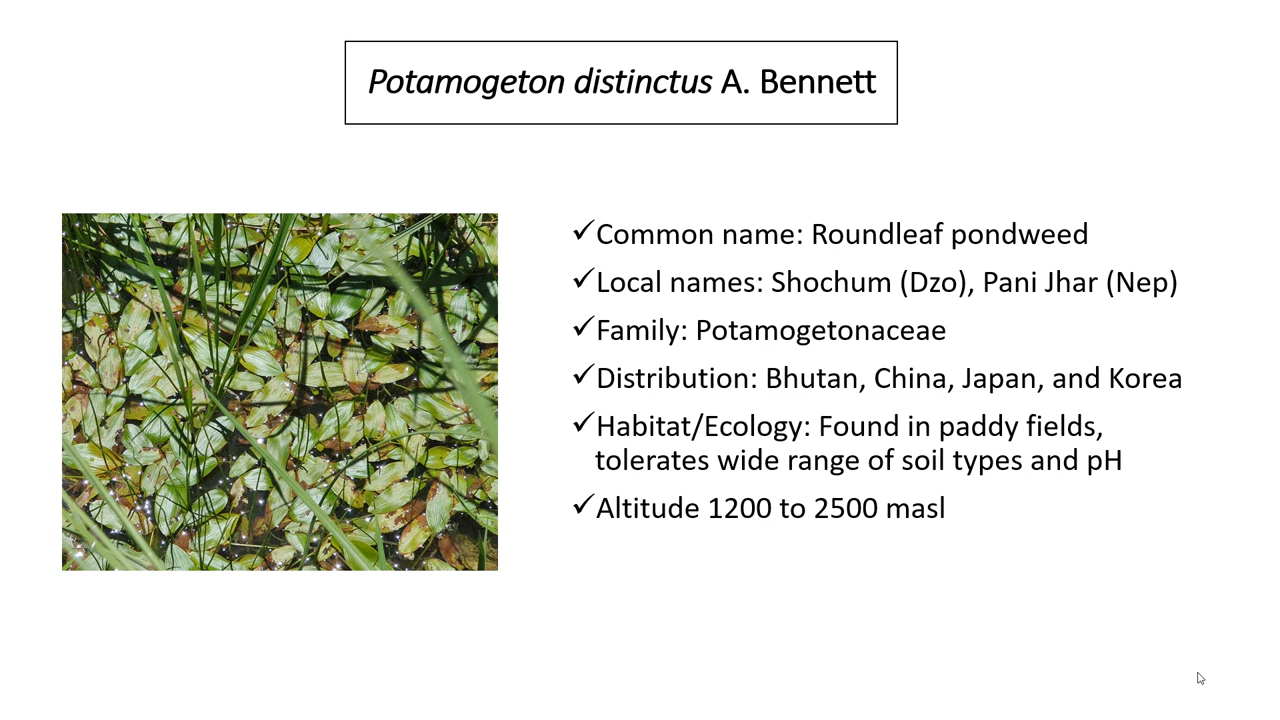 Potamogeton distinctus A. Bennett
✓Common name: Roundleaf pondweed
✓Local names: Shochum (Dzo), Pani Jhar (Nep)
✓Family: Potamogetonaceae
✓Distribution: Bhutan, China, Japan, and Korea
✓Habitat/Ecology: Found in paddy fields,
tolerates wide range of soil types and pH
✓Altitude 1200 to 2500 masl